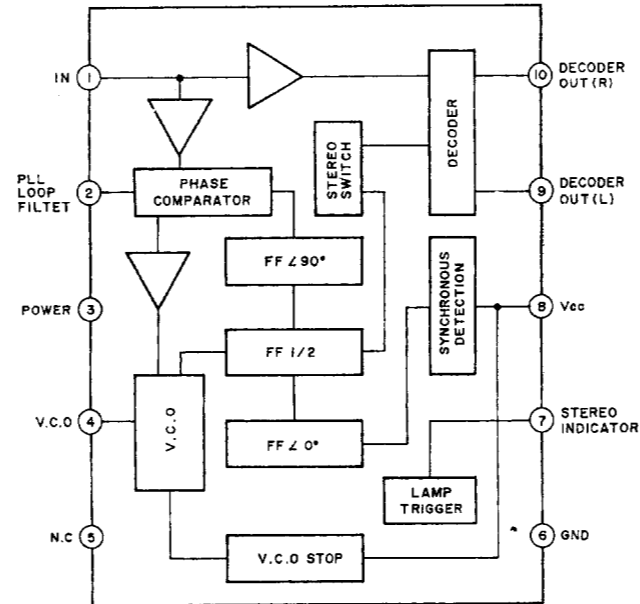 IN
1
PLL
LOOP
FILTET
2
POWER
3
V.C.O
4
N.C
5
PHASE
COMPARATOR
FF ∠90°
FF 1/2
FF ∠ 0°
V.C.O
V.C.O STOP
STEREO
SWITCH
DECODER
SYNCHRONOUS
DETECTION
LAMP
TRIGGER
10
DECODER
OUT (R)
9
DECODER
OUT (L)
8
Vcc
7
STEREO
INDICATOR
6
GND